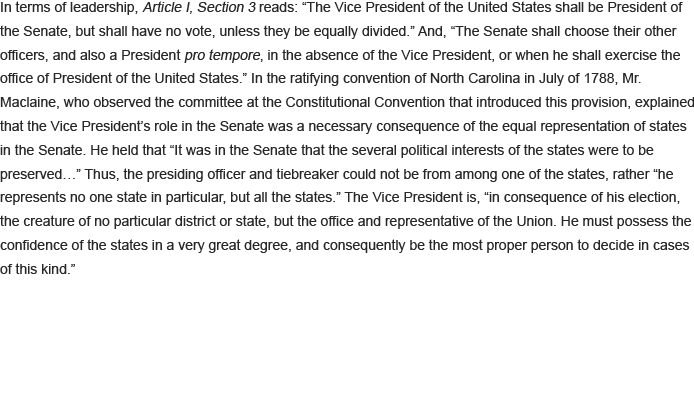 In terms of leadership, Article I, Section 3 reads: “The Vice President of the United States shall be President of
the Senate, but shall have no vote, unless they be equally divided.” And, “The Senate shall choose their other
officers, and also a President pro tempore, in the absence of the Vice President, or when he shall exercise the
office of President of the United States.” In the ratifying convention of North Carolina in July of 1788, Mr.
Maclaine, who observed the committee at the Constitutional Convention that introduced this provision, explained
that the Vice President’s role in the Senate was a necessary consequence of the equal representation of states
in the Senate. He held that “It was in the Senate that the several political interests of the states were to be
preserved…” Thus, the presiding officer and tiebreaker could not be from among one of the states, rather “he
represents no one state in particular, but all the states.” The Vice President is, “in consequence of his election,
the creature of no particular district or state, but the office and representative of the Union. He must possess the
confidence of the states in a very great degree, and consequently be the most proper person to decide in cases
of this kind.”